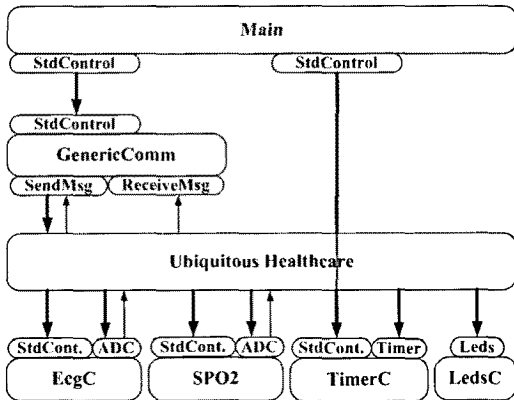 Main
StdControl StdControl
StdControl
GenericComm
SendMsg ReceiveMsg
Ubiquitous Healthcare
StdCont. ADC StdCont. ADC StdCont. Timer Leds
EcgC SPO2 TimerC LedsC